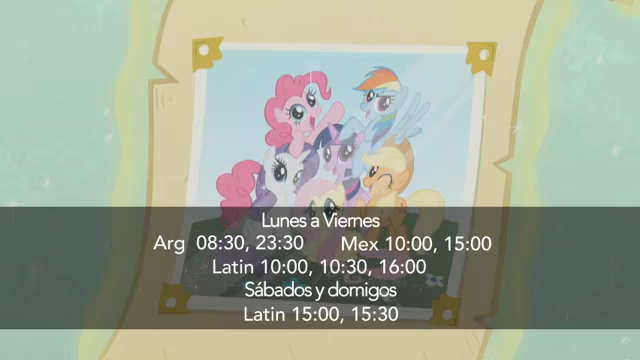 Lunes a Viernes
Arg 08:30, 23:30 Mex 10:00, 15:00
Latin 10:00, 10:30, 16:00
Sábados y domigos
Latin 15:00, 15:30